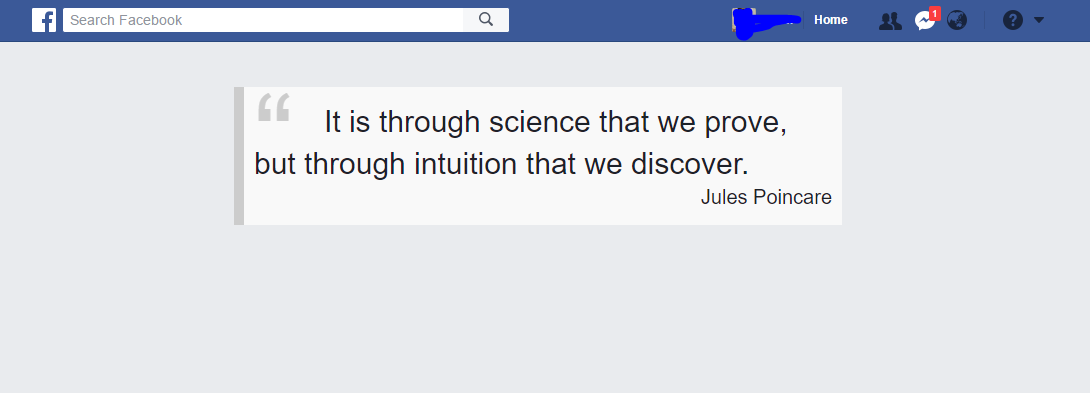 f Search Facebook Home 1 ?
“ It is through science that we prove,
but through intuition that we discover.
Jules Poincare